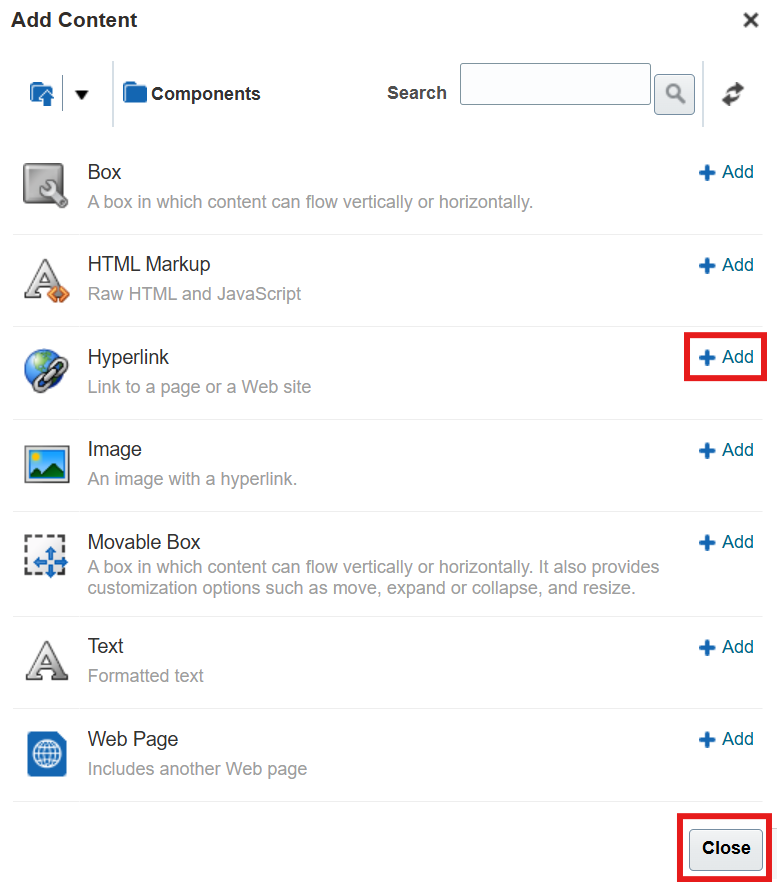 Add Content
Components
Search
Box
Add
A box in which content can flow vertically or horizontally.
HTML Markup
Add
Raw HTML and JavaScript
Hyperlink
Add
Link to a page or a Web site
Image
Add
An image with a hyperlink.
Movable Box
Add
A box in which content can flow vertically or horizontally. It also provides
customization options such as move, expand or collapse, and resize.
Text
Add
Formatted text
Web Page
Add
Includes another Web page
Close